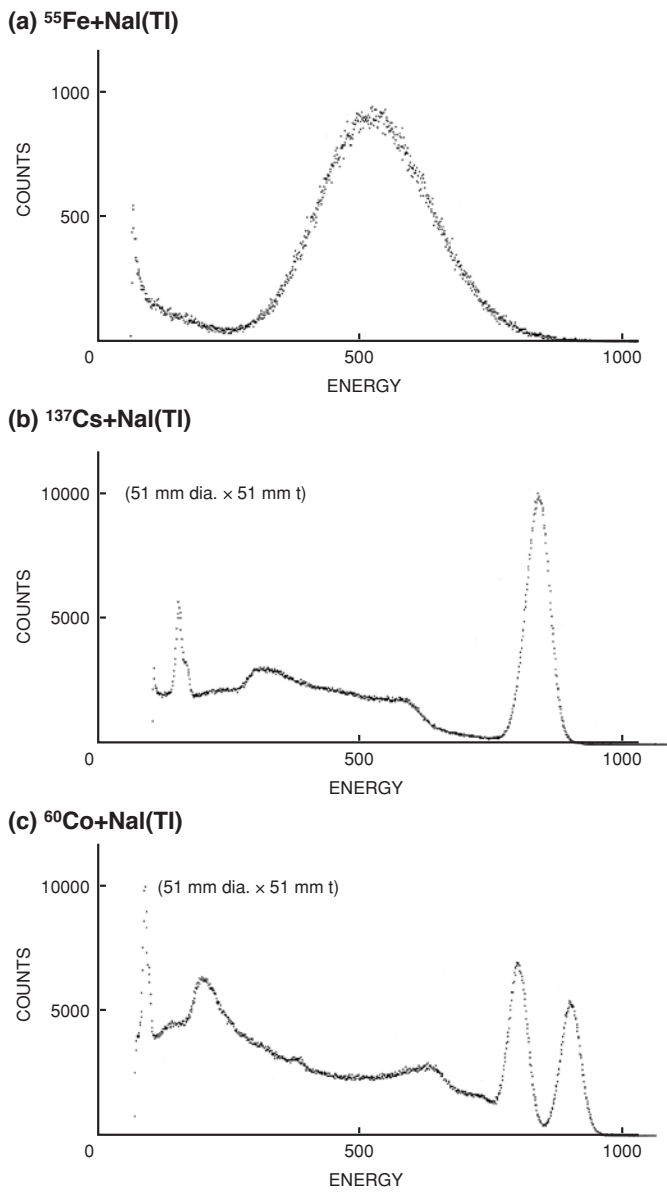 (a) ⁵⁵Fe+NaI(Tl)
1000
COUNTS
500
0
500
1000
ENERGY
(b) ¹³⁷Cs+NaI(Tl)
10000
(51 mm dia. × 51 mm t)
COUNTS
5000
0
500
1000
ENERGY
(c) ⁶⁰Co+NaI(Tl)
10000
(51 mm dia. × 51 mm t)
COUNTS
5000
0
500
1000
ENERGY